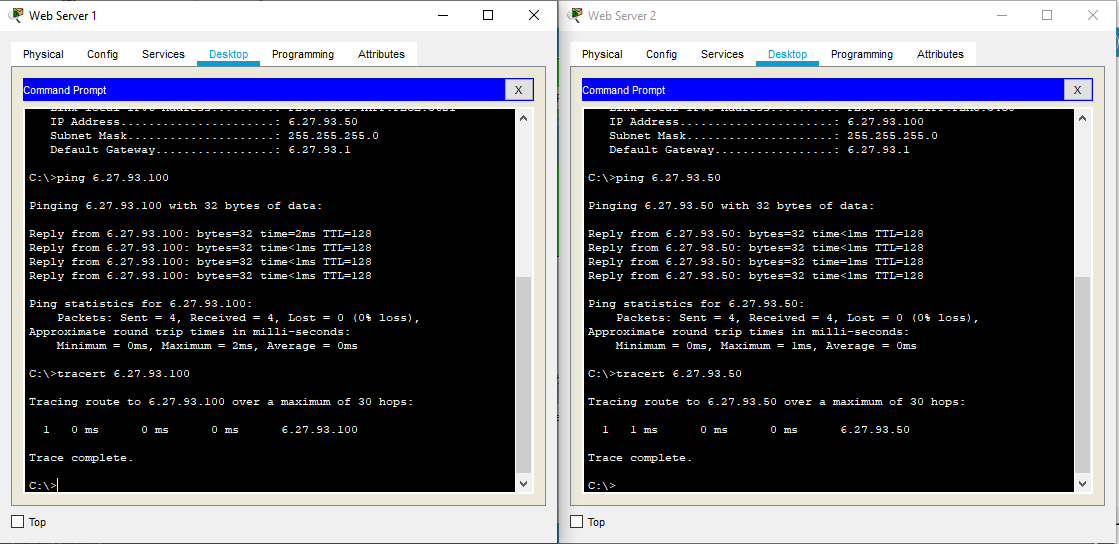 Web Server 1
Physical Config Services Desktop Programming Attributes
Command Prompt X
IP Address......................: 6.27.93.50
Subnet Mask.....................: 255.255.255.0
Default Gateway.................: 6.27.93.1
C:\>ping 6.27.93.100
Pinging 6.27.93.100 with 32 bytes of data:
Reply from 6.27.93.100: bytes=32 time=2ms TTL=128
Reply from 6.27.93.100: bytes=32 time<1ms TTL=128
Reply from 6.27.93.100: bytes=32 time<1ms TTL=128
Reply from 6.27.93.100: bytes=32 time<1ms TTL=128
Ping statistics for 6.27.93.100:
Packets: Sent = 4, Received = 4, Lost = 0 (0% loss),
Approximate round trip times in milli-seconds:
Minimum = 0ms, Maximum = 2ms, Average = 0ms
C:\>tracert 6.27.93.100
Tracing route to 6.27.93.100 over a maximum of 30 hops:
1 0 ms 0 ms 0 ms 6.27.93.100
Trace complete.
C:\>
Top
Web Server 2
Physical Config Services Desktop Programming Attributes
Command Prompt X
IP Address......................: 6.27.93.100
Subnet Mask.....................: 255.255.255.0
Default Gateway.................: 6.27.93.1
C:\>ping 6.27.93.50
Pinging 6.27.93.50 with 32 bytes of data:
Reply from 6.27.93.50: bytes=32 time<1ms TTL=128
Reply from 6.27.93.50: bytes=32 time<1ms TTL=128
Reply from 6.27.93.50: bytes=32 time=1ms TTL=128
Reply from 6.27.93.50: bytes=32 time<1ms TTL=128
Ping statistics for 6.27.93.50:
Packets: Sent = 4, Received = 4, Lost = 0 (0% loss),
Approximate round trip times in milli-seconds:
Minimum = 0ms, Maximum = 1ms, Average = 0ms
C:\>tracert 6.27.93.50
Tracing route to 6.27.93.50 over a maximum of 30 hops:
1 1 ms 0 ms 0 ms 6.27.93.50
Trace complete.
C:\>
Top